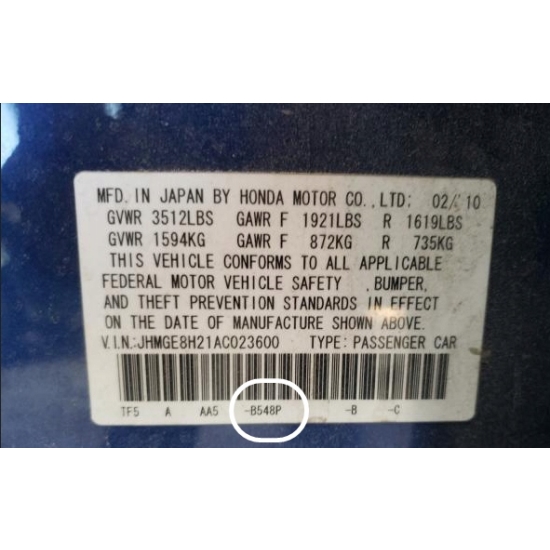 MFD. IN JAPAN BY HONDA MOTOR CO., LTD: 02/'10
GVWR 3512LBS GAWR F 1921LBS R 1619LBS
GVWR 1594KG GAWR F 872KG R 735KG
THIS VEHICLE CONFORMS TO ALL APPLICABLE
FEDERAL MOTOR VEHICLE SAFETY , BUMPER,
AND THEFT PREVENTION STANDARDS IN EFFECT
ON THE DATE OF MANUFACTURE SHOWN ABOVE.
V.I.N:JHMGE8H21AC023600 TYPE: PASSENGER CAR
TF5 A AA5 -B548P -B -C